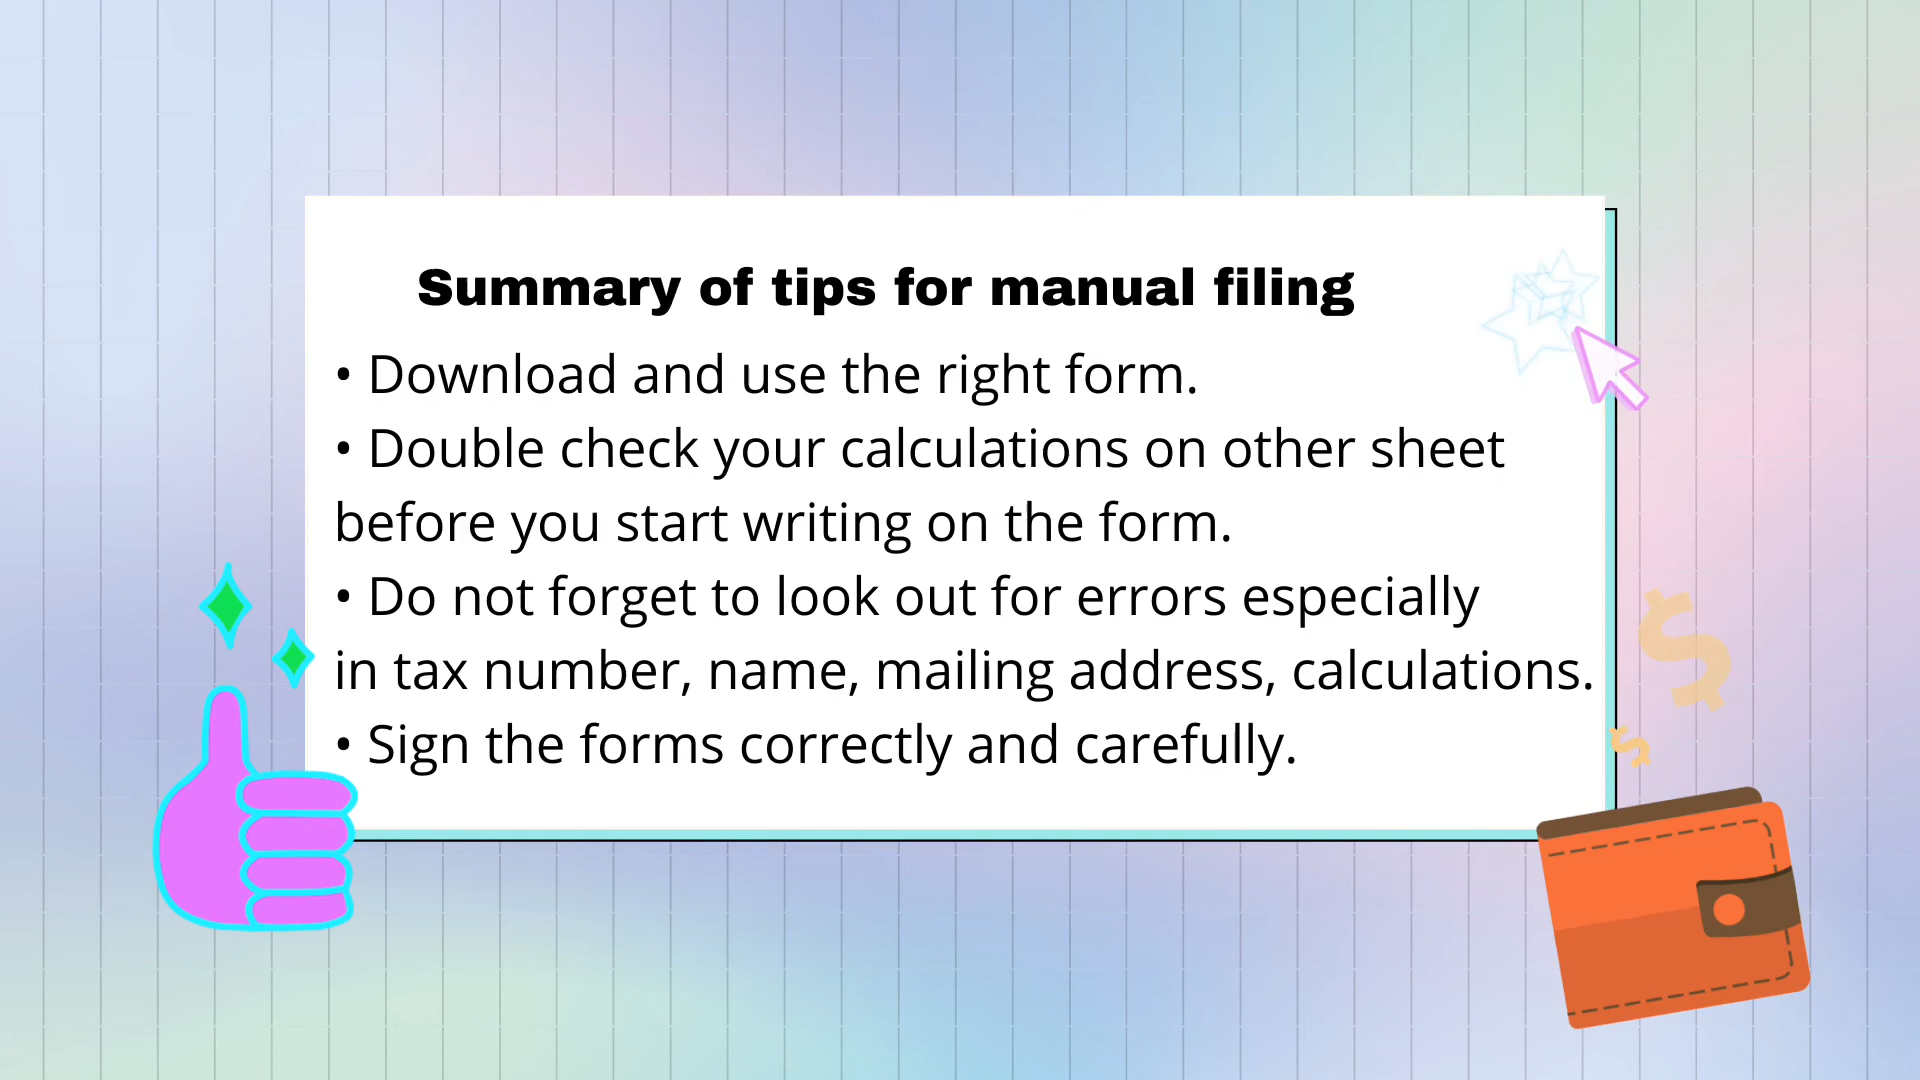 Summary of tips for manual filing
• Download and use the right form.
• Double check your calculations on other sheet
before you start writing on the form.
• Do not forget to look out for errors especially
in tax number, name, mailing address, calculations.
• Sign the forms correctly and carefully.